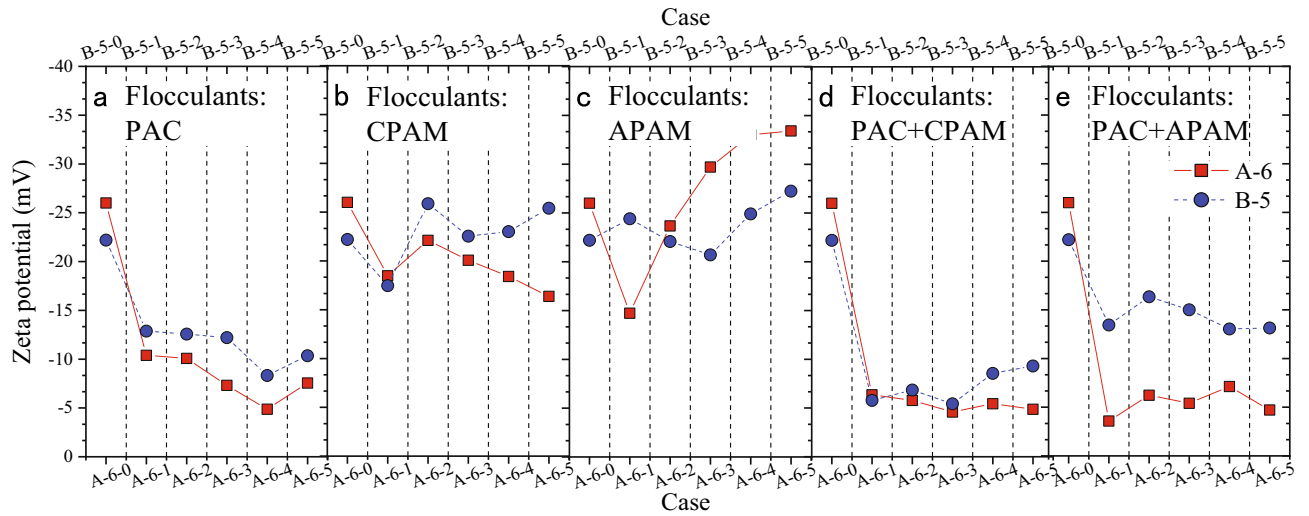 Case
B-5-0 B-5-1 B-5-2 B-5-3 B-5-4 B-5-5 B-5-0 B-5-1 B-5-2 B-5-3 B-5-4 B-5-5 B-5-0 B-5-1 B-5-2 B-5-3 B-5-4 B-5-5 B-5-0 B-5-1 B-5-2 B-5-3 B-5-4 B-5-5 B-5-0 B-5-1 B-5-2 B-5-3 B-5-4 B-5-5
-40
a Flocculants: b Flocculants: c Flocculants: d Flocculants: e Flocculants:
-35
PAC CPAM APAM PAC+CPAM PAC+APAM
-30
A-6
B-5
-25
-20
-15
-10
-5
0
Zeta potential (mV)
A-6-0 A-6-1 A-6-2 A-6-3 A-6-4 A-6-5 A-6-0 A-6-1 A-6-2 A-6-3 A-6-4 A-6-5 A-6-0 A-6-1 A-6-2 A-6-3 A-6-4 A-6-5 A-6-0 A-6-1 A-6-2 A-6-3 A-6-4 A-6-5 A-6-0 A-6-1 A-6-2 A-6-3 A-6-4 A-6-5
Case